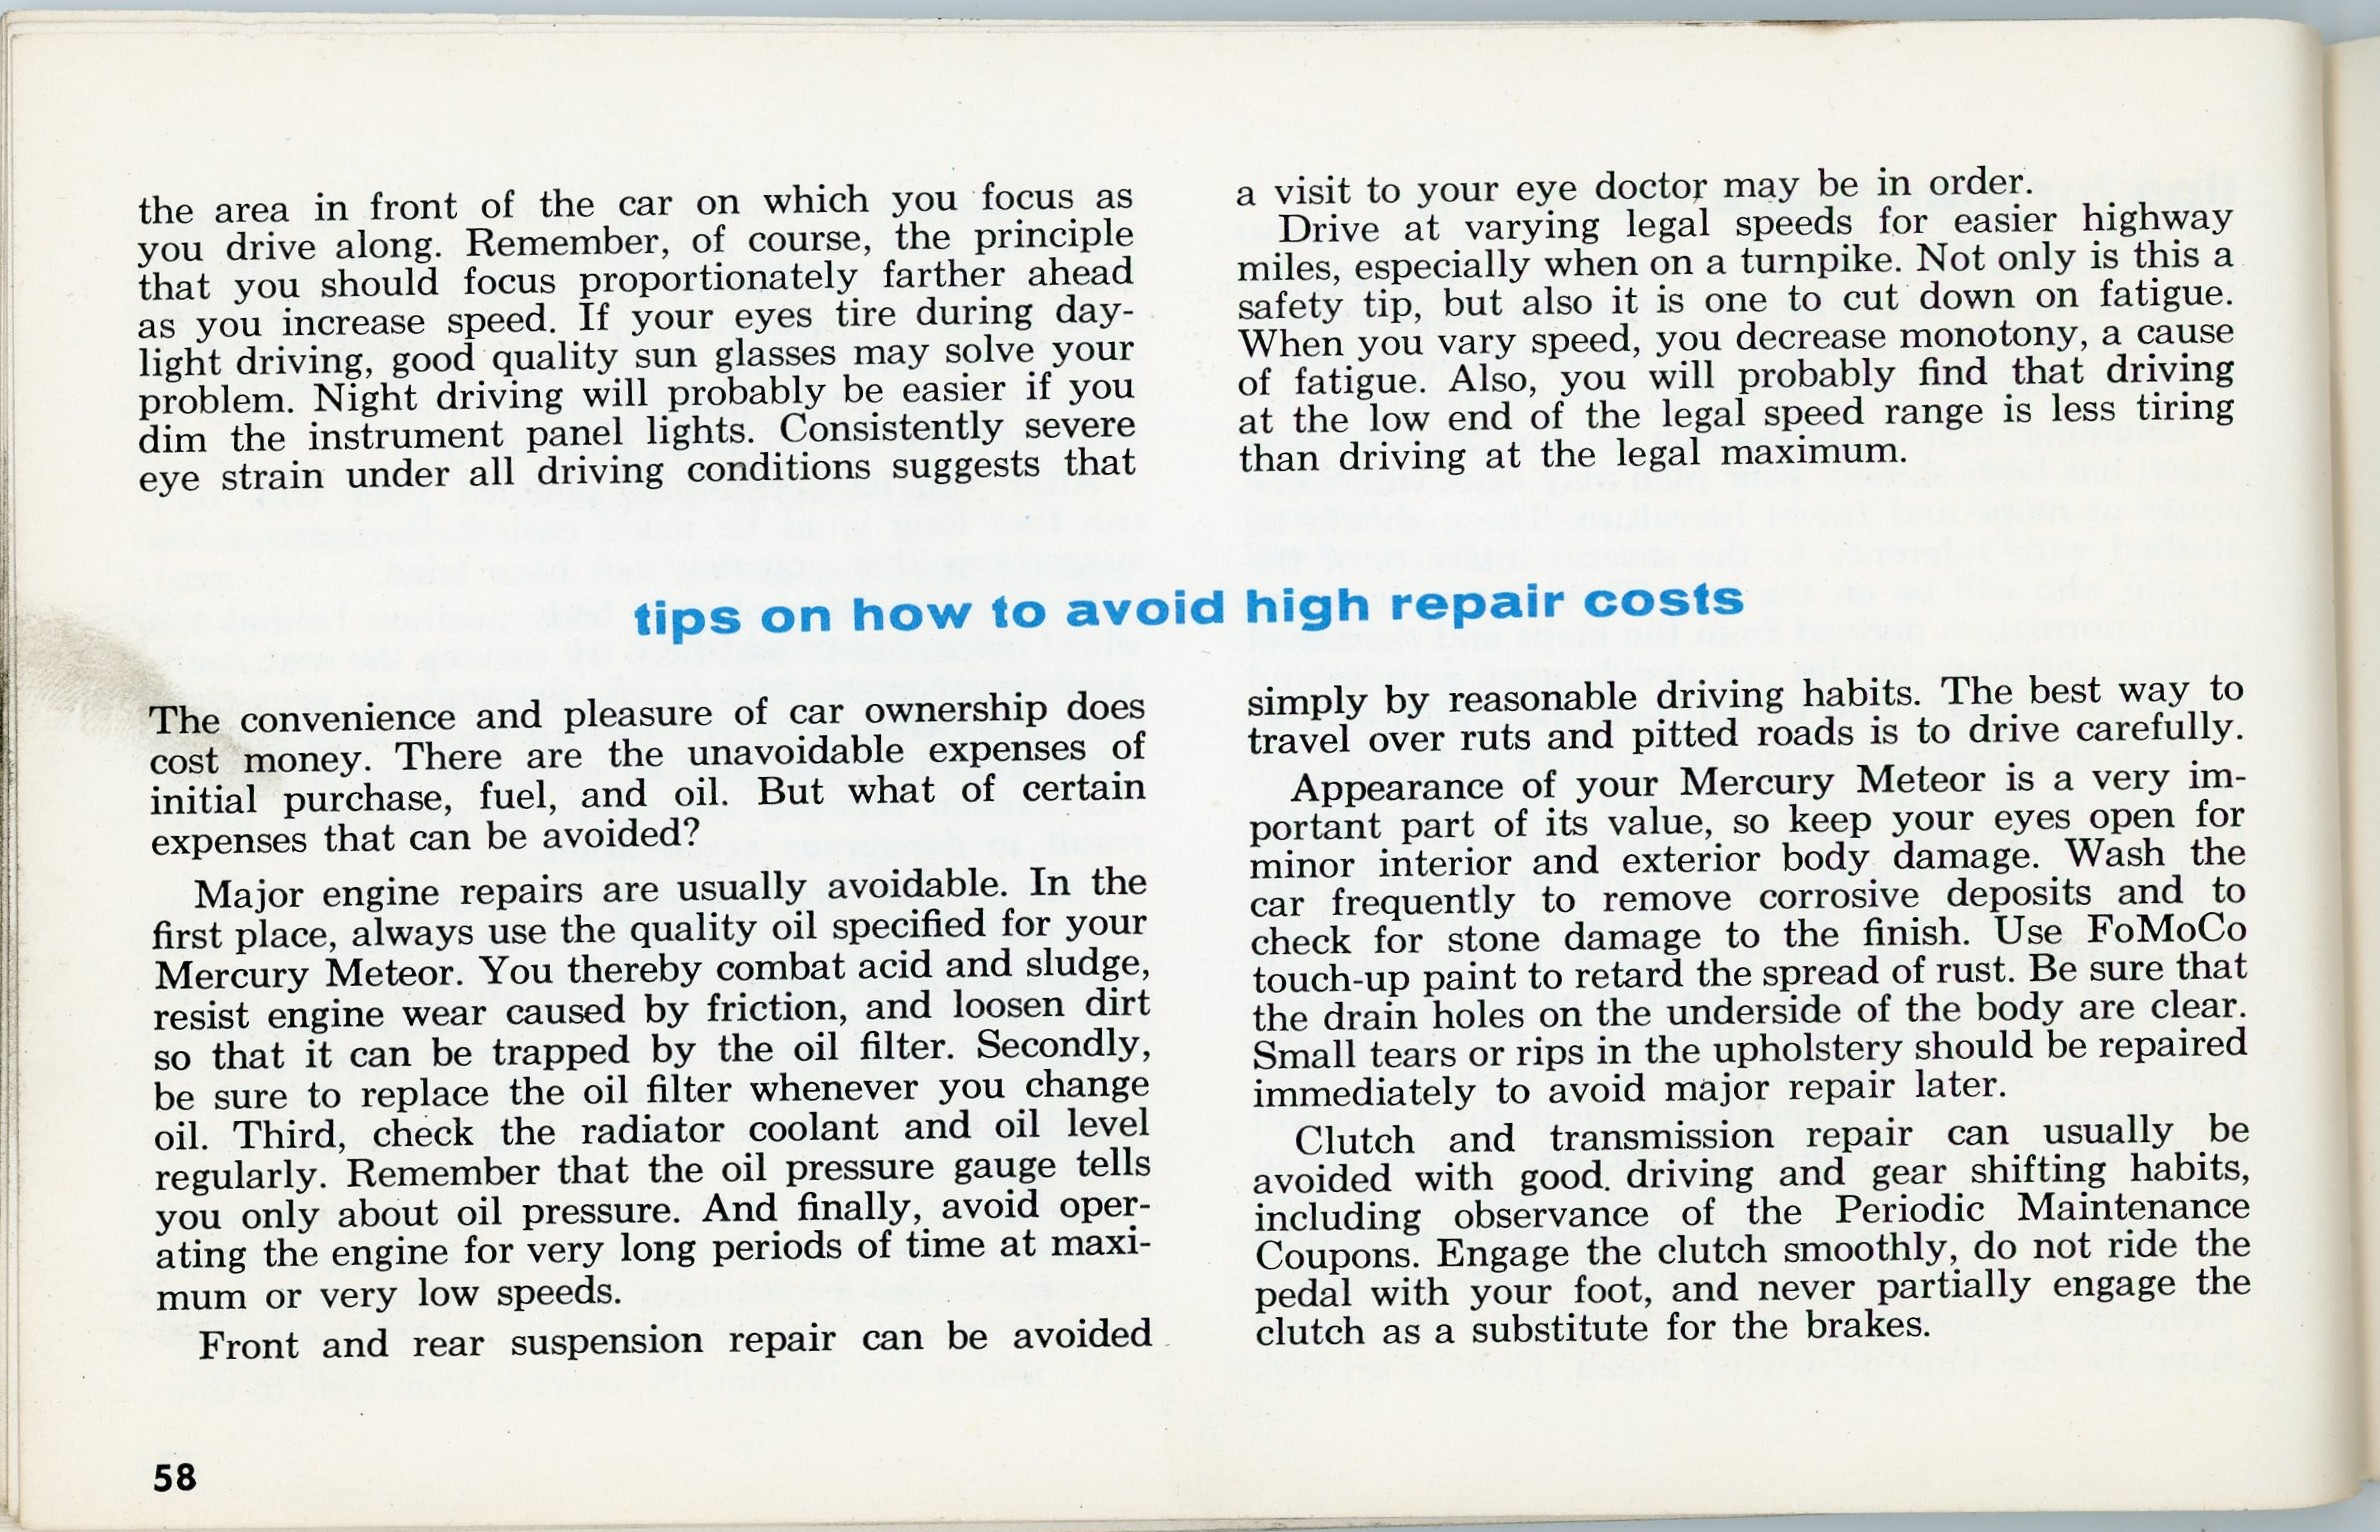 the area in front of the car on which you focus as
you drive along. Remember, of course, the principle
that you should focus proportionately farther ahead
as you increase speed. If your eyes tire during day-
light driving, good quality sun glasses may solve your
problem. Night driving will probably be easier if you
dim the instrument panel lights. Consistently severe
eye strain under all driving conditions suggests that
a visit to your eye doctor may be in order.
Drive at varying legal speeds for easier highway
miles, especially when on a turnpike. Not only is this a
safety tip, but also it is one to cut down on fatigue.
When you vary speed, you decrease monotony, a cause
of fatigue. Also, you will probably find that driving
at the low end of the legal speed range is less tiring
than driving at the legal maximum.
tips on how to avoid high repair costs
The convenience and pleasure of car ownership does
cost money. There are the unavoidable expenses of
initial purchase, fuel, and oil. But what of certain
expenses that can be avoided?
Major engine repairs are usually avoidable. In the
first place, always use the quality oil specified for your
Mercury Meteor. You thereby combat acid and sludge,
resist engine wear caused by friction, and loosen dirt
so that it can be trapped by the oil filter. Secondly,
be sure to replace the oil filter whenever you change
oil. Third, check the radiator coolant and oil level
regularly. Remember that the oil pressure gauge tells
you only about oil pressure. And finally, avoid oper-
ating the engine for very long periods of time at maxi-
mum or very low speeds.
Front and rear suspension repair can be avoided
simply by reasonable driving habits. The best way to
travel over ruts and pitted roads is to drive carefully.
Appearance of your Mercury Meteor is a very im-
portant part of its value, so keep your eyes open for
minor interior and exterior body damage. Wash the
car frequently to remove corrosive deposits and to
check for stone damage to the finish. Use FoMoCo
touch-up paint to retard the spread of rust. Be sure that
the drain holes on the underside of the body are clear.
Small tears or rips in the upholstery should be repaired
immediately to avoid major repair later.
Clutch and transmission repair can usually be
avoided with good. driving and gear shifting habits,
including observance of the Periodic Maintenance
Coupons. Engage the clutch smoothly, do not ride the
pedal with your foot, and never partially engage the
clutch as a substitute for the brakes.
58